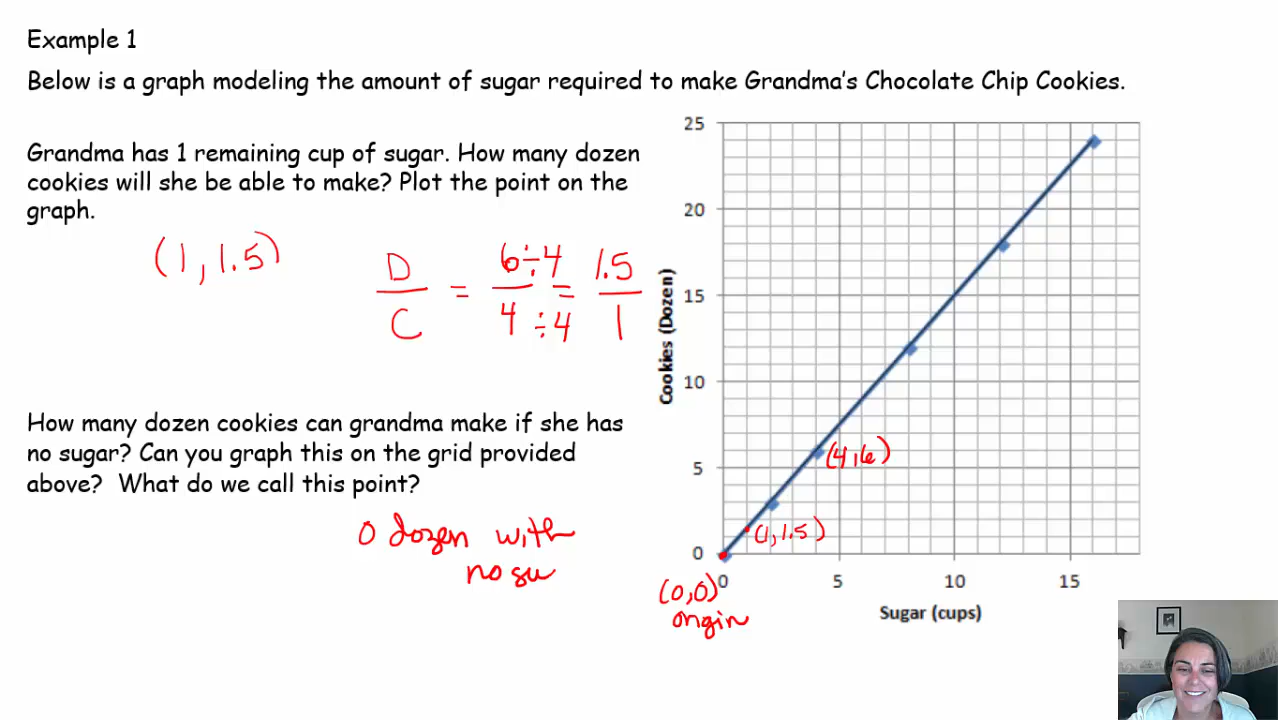 Example 1
Below is a graph modeling the amount of sugar required to make Grandma's Chocolate Chip Cookies.
Grandma has 1 remaining cup of sugar. How many dozen
cookies will she be able to make? Plot the point on the
graph.
(1, 1.5)
D/C = 6÷4/4÷4 = 1.5/1
How many dozen cookies can grandma make if she has
no sugar? Can you graph this on the grid provided
above? What do we call this point?
0 dozen with
no su
25
20
15
10
5
0
Cookies (Dozen)
(4,6)
(1, 1.5)
0
5
10
15
(0,0)
origin
Sugar (cups)